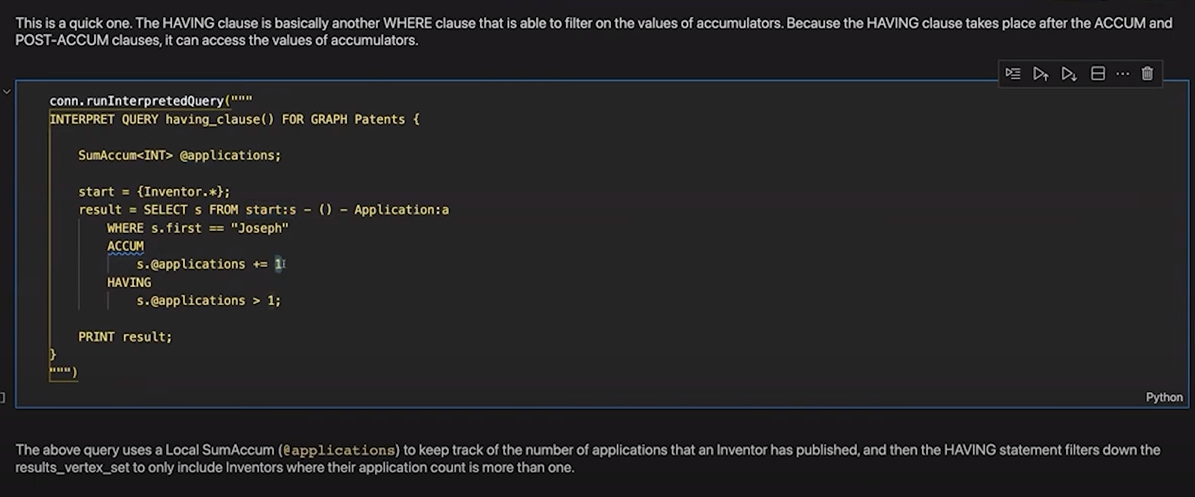 This is a quick one. The HAVING clause is basically another WHERE clause that is able to filter on the values of accumulators. Because the HAVING clause takes place after the ACCUM and
POST-ACCUM clauses, it can access the values of accumulators.
conn.runInterpretedQuery("""
INTERPRET QUERY having_clause() FOR GRAPH Patents {
SumAccum<INT> @applications;
start = {Inventor.*};
result = SELECT s FROM start:s - () - Application:a
WHERE s.first == "Joseph"
ACCUM
s.@applications += 1
HAVING
s.@applications > 1;
PRINT result;
}
""")
Python
The above query uses a Local SumAccum (@applications) to keep track of the number of applications that an Inventor has published, and then the HAVING statement filters down the
results_vertex_set to only include Inventors where their application count is more than one.